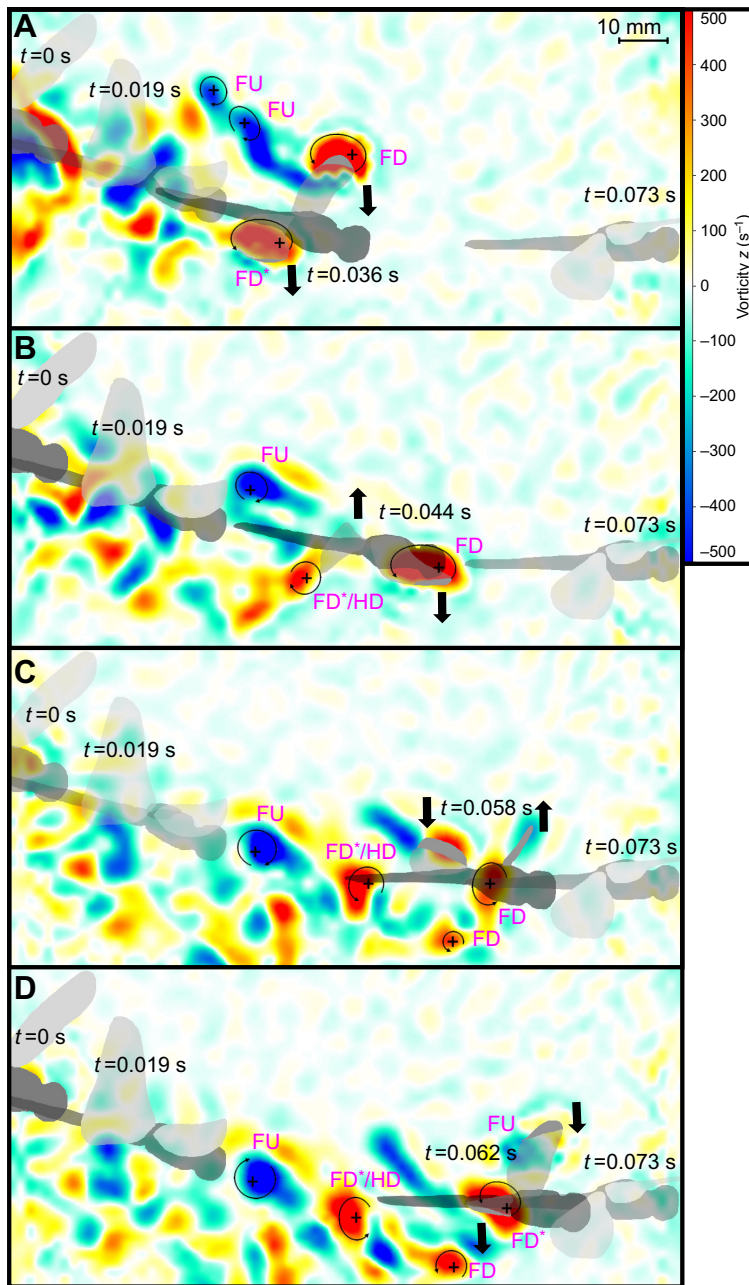 A
10 mm
t=0 s
t=0.019 s
FU
FU
FD
t=0.073 s
FD*
t=0.036 s
B
t=0 s
t=0.019 s
FU
t=0.044 s
FD
t=0.073 s
FD*/HD
C
t=0 s
t=0.019 s
FU
t=0.058 s
FD*/HD
t=0.073 s
FD
FD
D
t=0 s
t=0.019 s
FU
FU
FD*/HD
t=0.062 s
t=0.073 s
FD*
FD
500
400
300
200
100
0
–100
–200
–300
–400
–500
Vorticity z (s⁻¹)